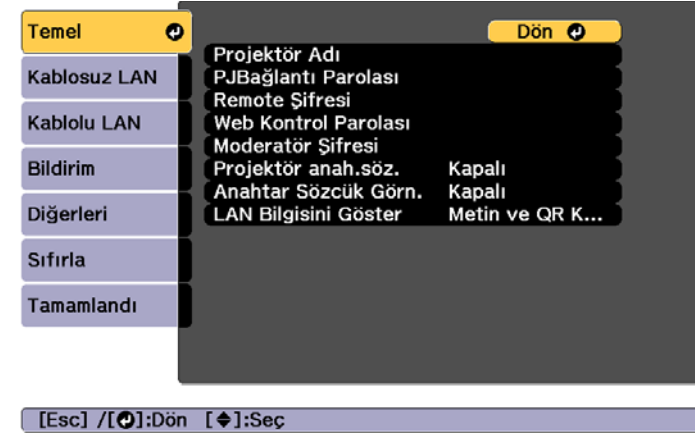 Temel
Kablosuz LAN
Kablolu LAN
Bildirim
Diğerleri
Sıfırla
Tamamlandı
Dön
Projektör Adı
PJBağlantı Parolası
Remote Şifresi
Web Kontrol Parolası
Moderatör Şifresi
Projektör anah.söz. Kapalı
Anahtar Sözcük Görn. Kapalı
LAN Bilgisini Göster Metin ve QR K...
[Esc] /[]:Dön []:Seç